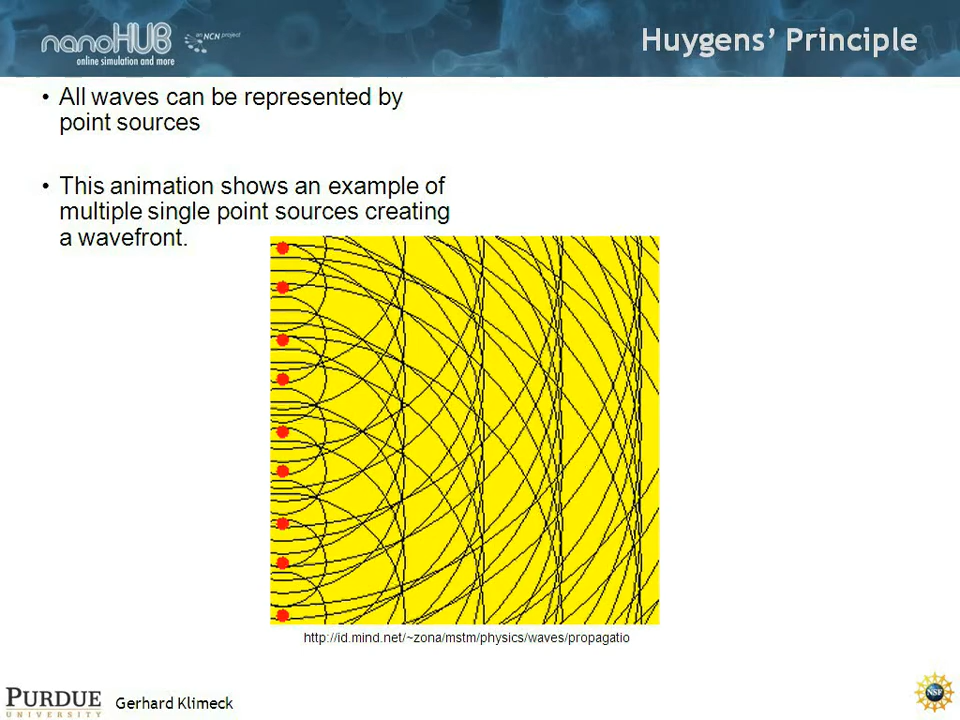 nanoHUB
an NCN project
online simulation and more
Huygens’ Principle
• All waves can be represented by
point sources
• This animation shows an example of
multiple single point sources creating
a wavefront.
http://id.mind.net/~zona/mstm/physics/waves/propagatio
PURDUE
UNIVERSITY
Gerhard Klimeck
NSF